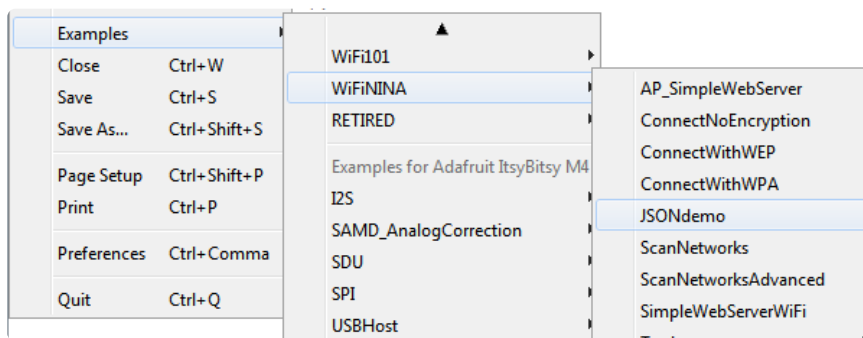 Examples
Close Ctrl+W
Save Ctrl+S
Save As... Ctrl+Shift+S
Page Setup Ctrl+Shift+P
Print Ctrl+P
Preferences Ctrl+Comma
Quit Ctrl+Q
WiFi101
WiFiNINA
RETIRED
Examples for Adafruit ItsyBitsy M4
I2S
SAMD_AnalogCorrection
SDU
SPI
USBHost
AP_SimpleWebServer
ConnectNoEncryption
ConnectWithWEP
ConnectWithWPA
JSONdemo
ScanNetworks
ScanNetworksAdvanced
SimpleWebServerWiFi